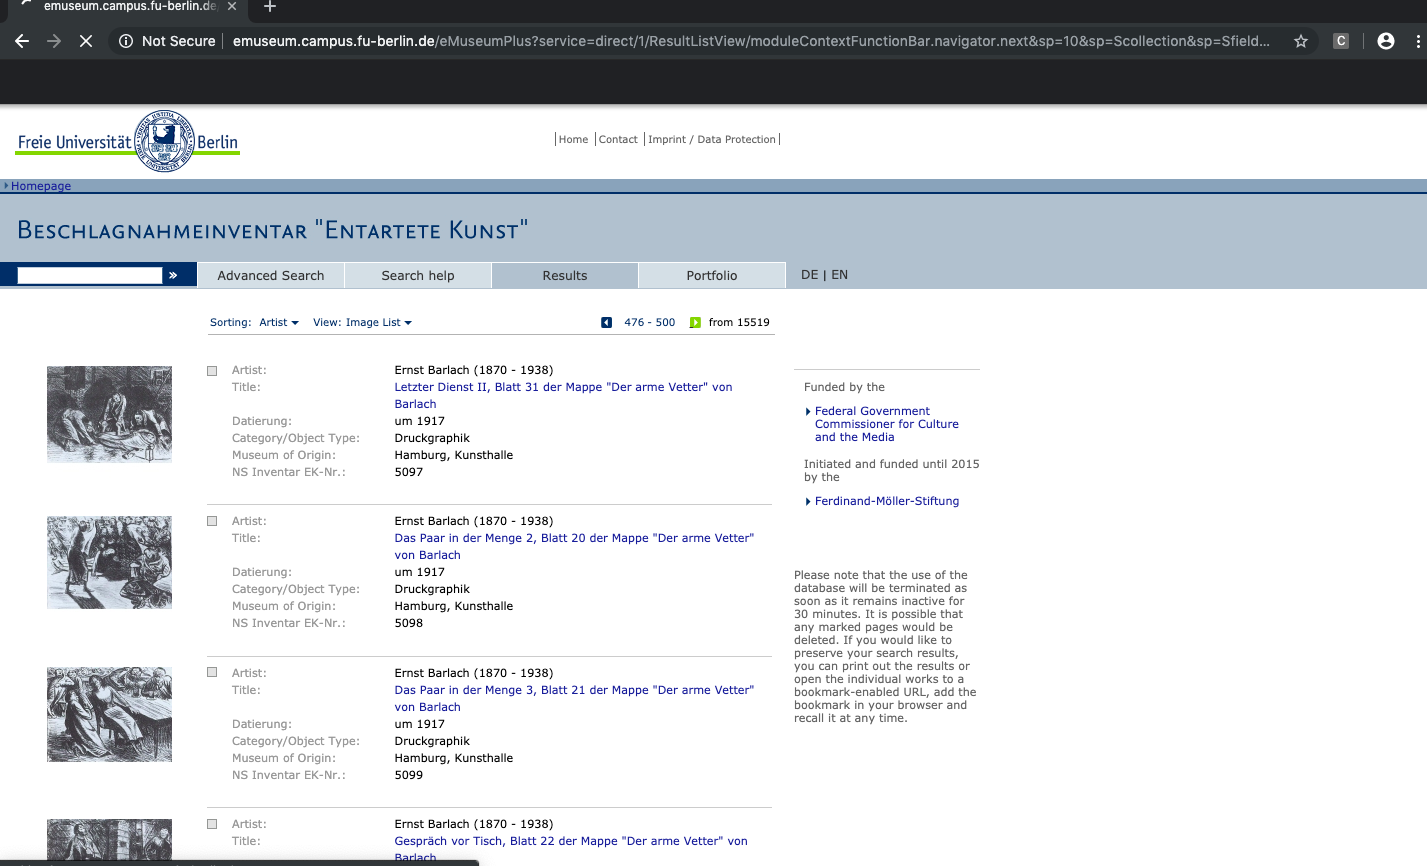 emuseum.campus.fu-berlin.de
Not Secure
emuseum.campus.fu-berlin.de/eMuseumPlus?service=direct/1/ResultListView/moduleContextFunctionBar.navigator.next&sp=10&sp=Scollection&sp=Sfield...
C
Freie Universität Berlin
Home Contact Imprint / Data Protection
Homepage
Beschlagnahmeinventar "Entartete Kunst"
» Advanced Search Search help Results Portfolio DE | EN
Sorting: Artist View: Image List 476 - 500 from 15519
Artist: Ernst Barlach (1870 - 1938)
Title: Letzter Dienst II, Blatt 31 der Mappe "Der arme Vetter" von
Barlach
Datierung: um 1917
Category/Object Type: Druckgraphik
Museum of Origin: Hamburg, Kunsthalle
NS Inventar EK-Nr.: 5097
Artist: Ernst Barlach (1870 - 1938)
Title: Das Paar in der Menge 2, Blatt 20 der Mappe "Der arme Vetter"
von Barlach
Datierung: um 1917
Category/Object Type: Druckgraphik
Museum of Origin: Hamburg, Kunsthalle
NS Inventar EK-Nr.: 5098
Artist: Ernst Barlach (1870 - 1938)
Title: Das Paar in der Menge 3, Blatt 21 der Mappe "Der arme Vetter"
von Barlach
Datierung: um 1917
Category/Object Type: Druckgraphik
Museum of Origin: Hamburg, Kunsthalle
NS Inventar EK-Nr.: 5099
Artist: Ernst Barlach (1870 - 1938)
Title: Gespräch vor Tisch, Blatt 22 der Mappe "Der arme Vetter" von
Barlach
Funded by the
Federal Government
Commissioner for Culture
and the Media
Initiated and funded until 2015
by the
Ferdinand-Möller-Stiftung
Please note that the use of the
database will be terminated as
soon as it remains inactive for
30 minutes. It is possible that
any marked pages would be
deleted. If you would like to
preserve your search results,
you can print out the results or
open the individual works to a
bookmark-enabled URL, add the
bookmark in your browser and
recall it at any time.